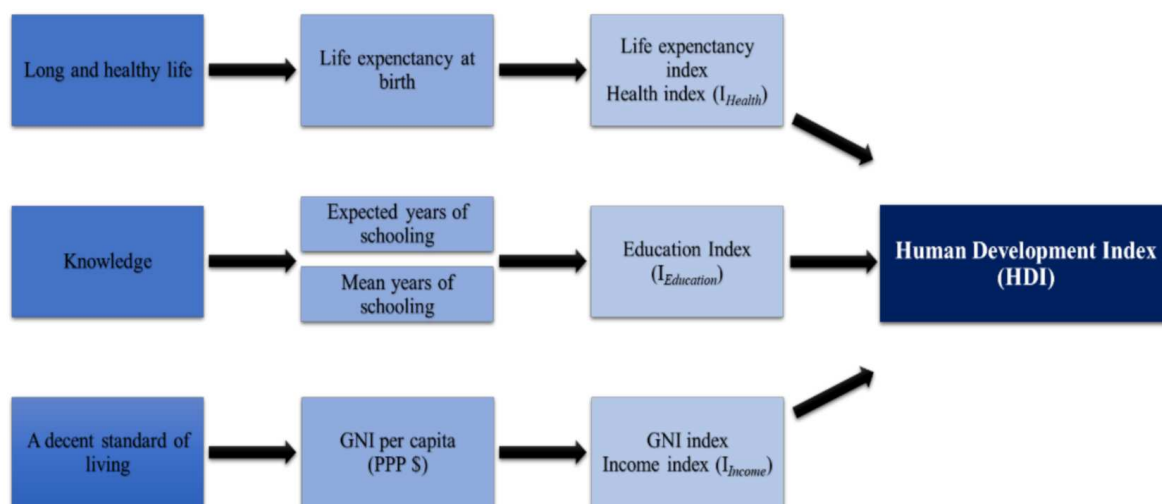 Long and healthy life
Life expenctancy at
birth
Life expenctancy
index
Health index (I_Health)
Knowledge
Expected years of
schooling
Mean years of
schooling
Education Index
(I_Education)
Human Development Index
(HDI)
A decent standard of
living
GNI per capita
(PPP $)
GNI index
Income index (I_Income)